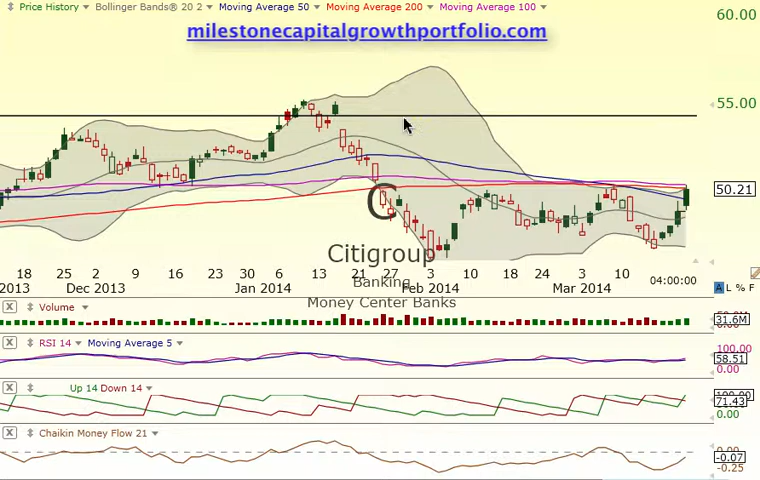 Price History Bollinger Bands® 20 2 Moving Average 50 Moving Average 200 Moving Average 100
60.00
milestonecapitalgrowthportfolio.com
55.00
50.21
C
Citigroup
Banking
Money Center Banks
18 25 2 9 16 23 30 6 13 21 27 3 10 18 24 3 10
2013 Dec 2013 Jan 2014 Feb 2014 Mar 2014
04:00:00
A L % F
X Volume
31.6M
X RSI 14 Moving Average 5
100.00
58.51
0.00
X Up 14 Down 14
71.43
0.00
X Chaikin Money Flow 21
-0.07
-0.25